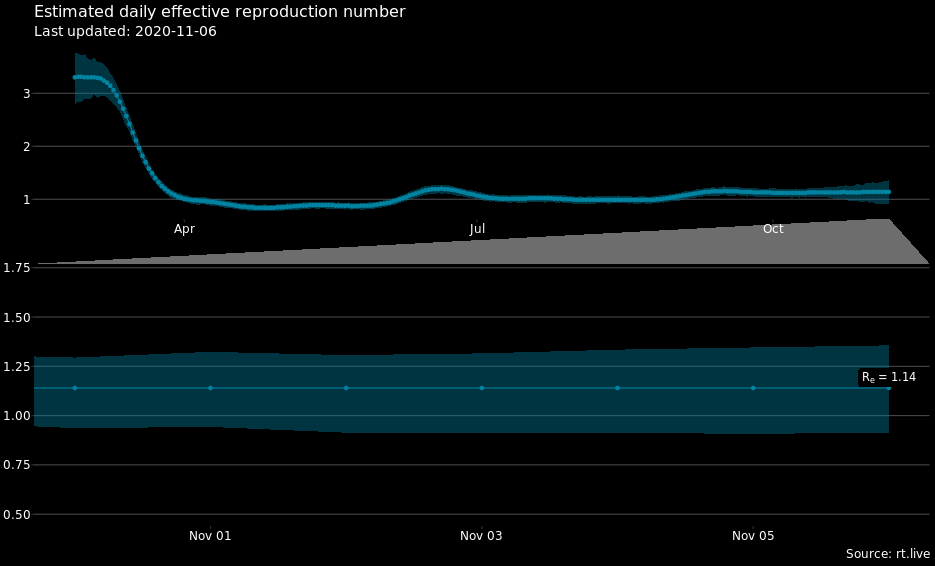 Estimated daily effective reproduction number
Last updated: 2020-11-06
3
2
1
Apr Jul Oct
1.75
1.50
1.25
Rₑ = 1.14
1.00
0.75
0.50
Nov 01 Nov 03 Nov 05
Source: rt.live